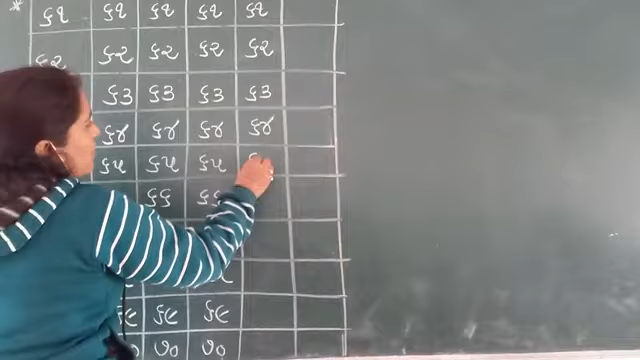 * ૬૧ ૬૧ ૬૧ ૬૧ ૬૧
૬૨ ૬૨ ૬૨ ૬૨ ૬૨
૬૩ ૬૩ ૬૩ ૬૩
૬૪ ૬૪ ૬૪ ૬૪
૬૫ ૬૫ ૬૫
૬૬ ૬૬
૬૯ ૬૯ ૬૯
૭૦ ૭૦